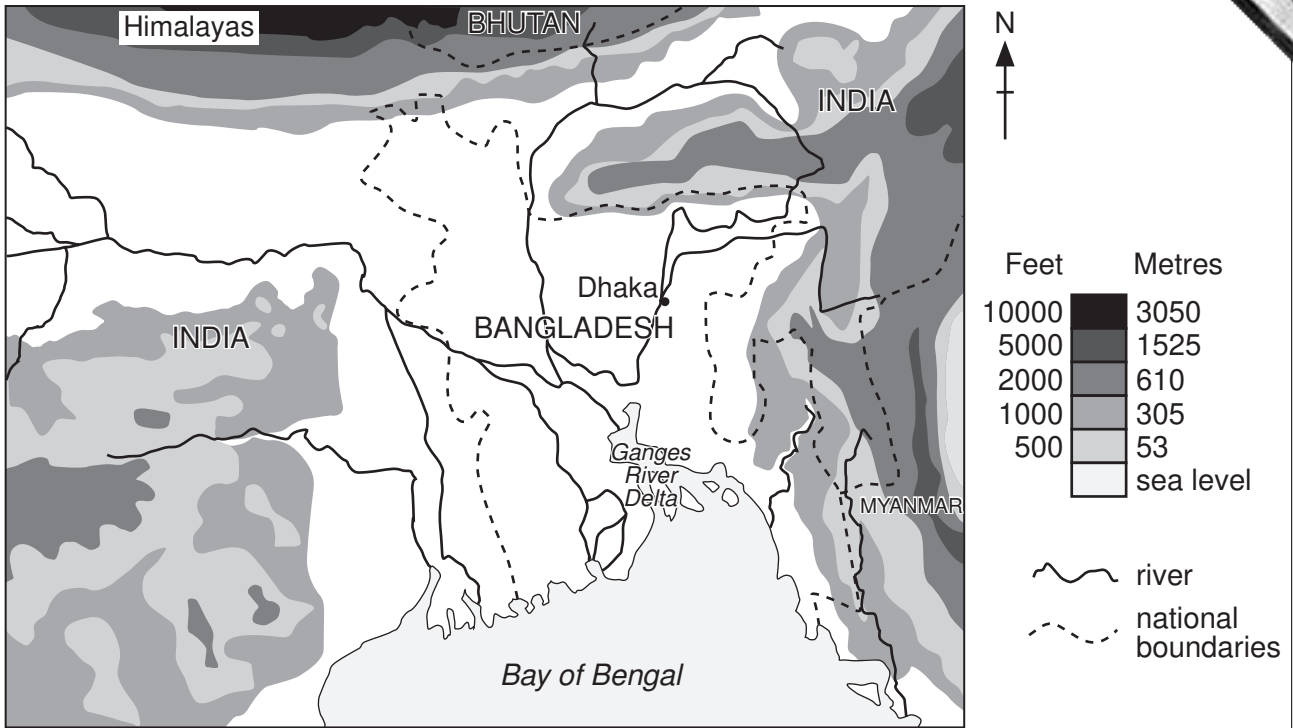 Himalayas
BHUTAN
INDIA
Dhaka
BANGLADESH
INDIA
Ganges
River
Delta
MYANMAR
Bay of Bengal
N
Feet Metres
10000 3050
5000 1525
2000 610
1000 305
500 53
sea level
river
national
boundaries